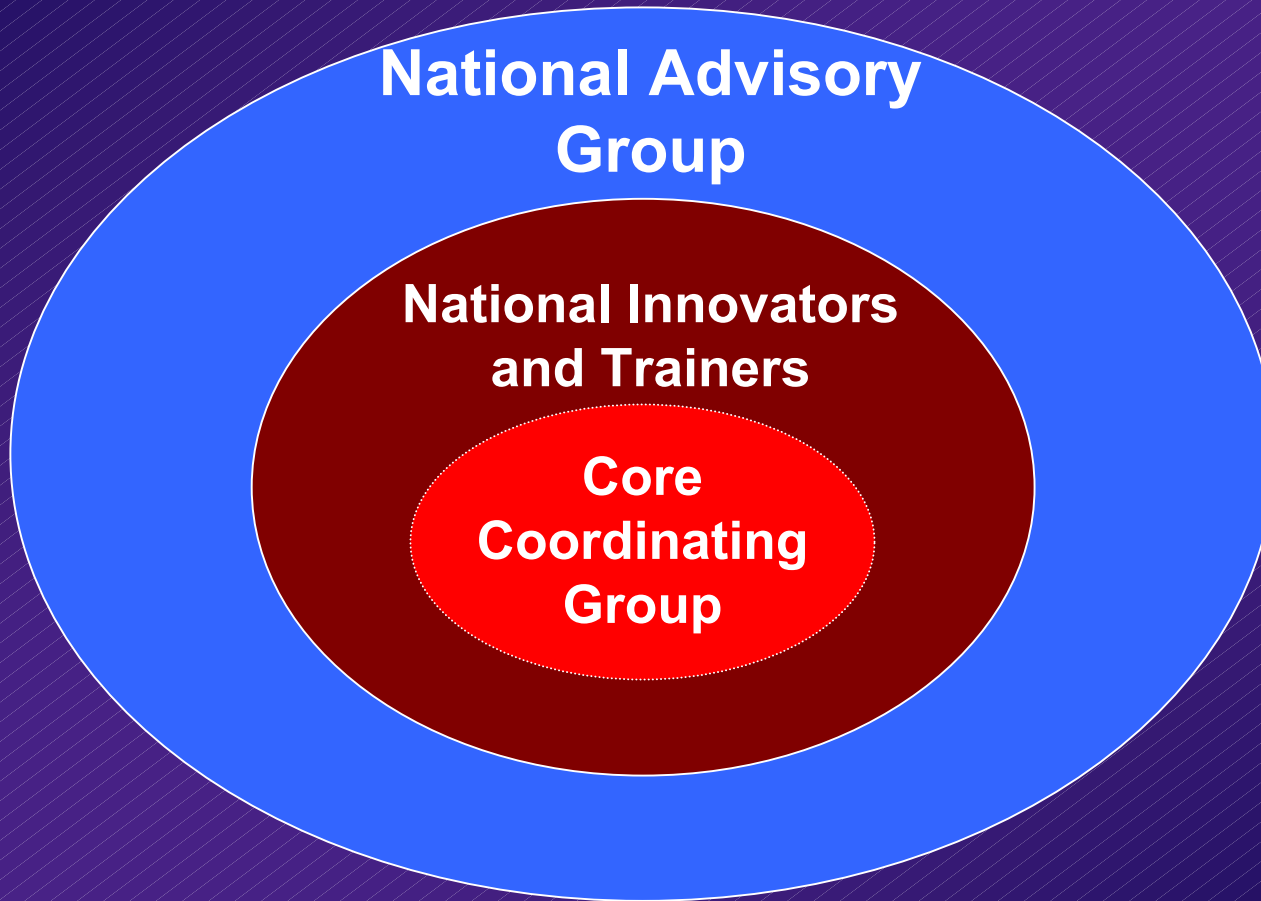 National Advisory
Group
National Innovators
and Trainers
Core
Coordinating
Group